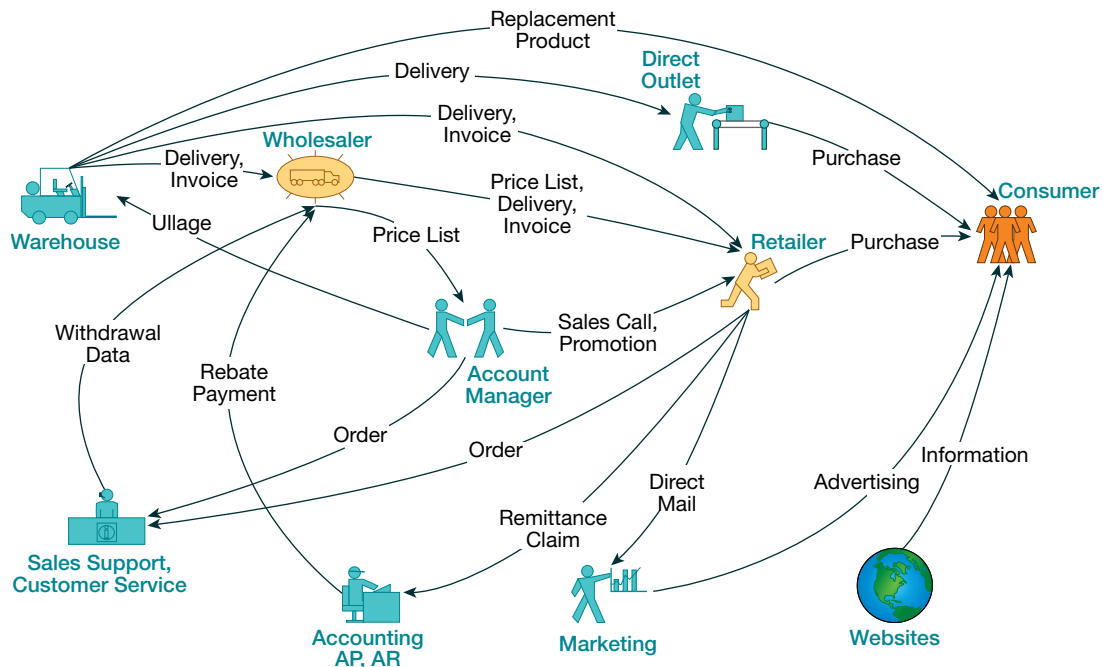 Replacement
Product
Direct
Outlet
Delivery
Delivery,
Invoice
Wholesaler
Delivery,
Invoice
Purchase
Price List,
Delivery,
Invoice
Consumer
Ullage
Warehouse
Price List
Retailer
Purchase
Withdrawal
Data
Sales Call,
Promotion
Rebate
Payment
Account
Manager
Order
Order
Information
Direct
Mail
Advertising
Remittance
Claim
Sales Support,
Customer Service
Accounting
AP, AR
Marketing
Websites